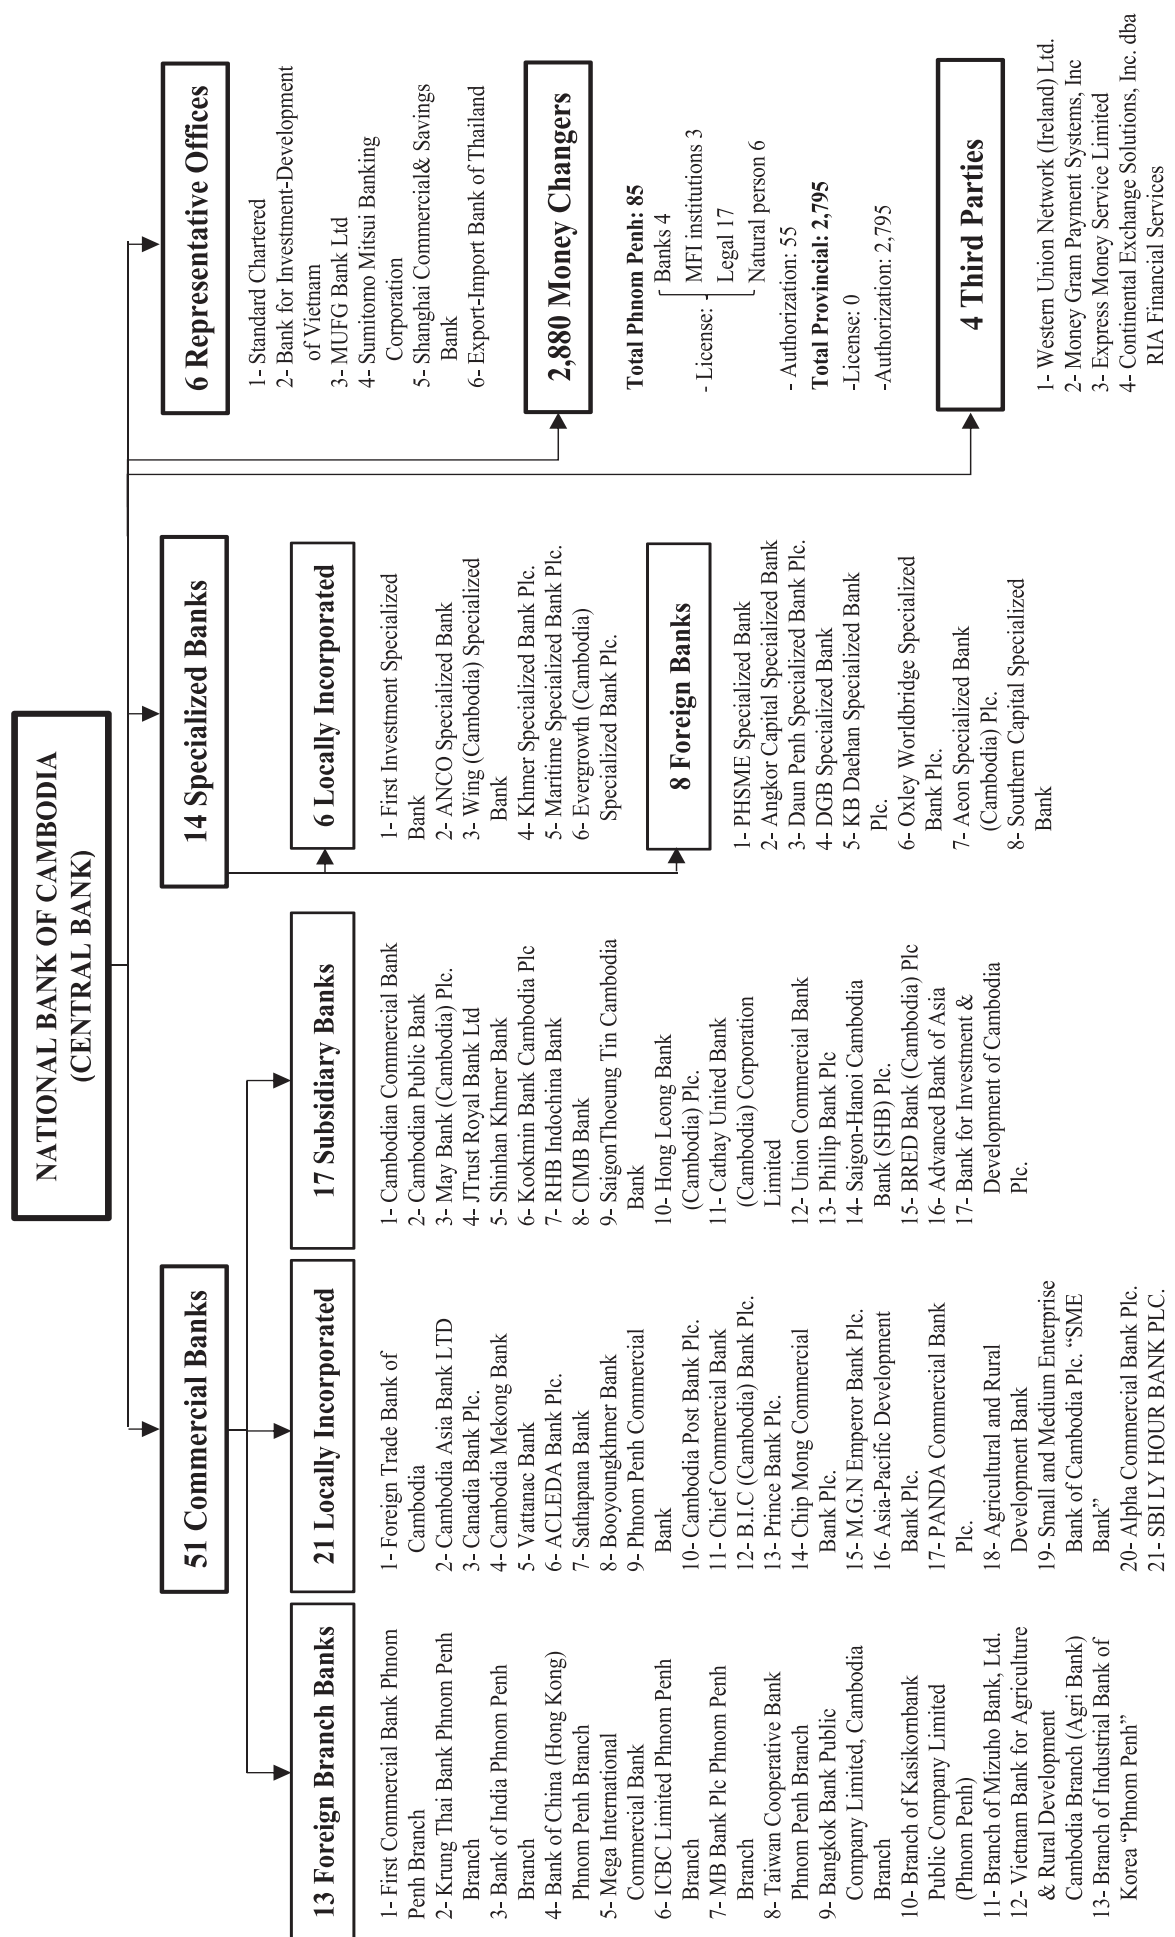 NATIONAL BANK OF CAMBODIA
(CENTRAL BANK)
51 Commercial Banks
13 Foreign Branch Banks
1- First Commercial Bank Phnom
Penh Branch
2- Krung Thai Bank Phnom Penh
Branch
3- Bank of India Phnom Penh
Branch
4- Bank of China (Hong Kong)
Phnom Penh Branch
5- Mega International
Commercial Bank
6- ICBC Limited Phnom Penh
Branch
7- MB Bank Plc Phnom Penh
Branch
8- Taiwan Cooperative Bank
Phnom Penh Branch
9- Bangkok Bank Public
Company Limited, Cambodia
Branch
10- Branch of Kasikornbank
Public Company Limited
(Phnom Penh)
11- Branch of Mizuho Bank, Ltd.
12- Vietnam Bank for Agriculture
& Rural Development
Cambodia Branch (Agri Bank)
13- Branch of Industrial Bank of
Korea “Phnom Penh”
21 Locally Incorporated
1- Foreign Trade Bank of
Cambodia
2- Cambodia Asia Bank LTD
3- Canadia Bank Plc.
4- Cambodia Mekong Bank
5- Vattanac Bank
6- ACLEDA Bank Plc.
7- Sathapana Bank
8- Booyoungkhmer Bank
9- Phnom Penh Commercial
Bank
10- Cambodia Post Bank Plc.
11- Chief Commercial Bank
12- B.I.C (Cambodia) Bank Plc.
13- Prince Bank Plc.
14- Chip Mong Commercial
Bank Plc.
15- M.G.N Emperor Bank Plc.
16- Asia-Pacific Development
Bank Plc.
17- PANDA Commercial Bank
Plc.
18- Agricultural and Rural
Development Bank
19- Small and Medium Enterprise
Bank of Cambodia Plc. “SME
Bank”
20- Alpha Commercial Bank Plc.
21- SBI LY HOUR BANK PLC.
17 Subsidiary Banks
1- Cambodian Commercial Bank
2- Cambodian Public Bank
3- May Bank (Cambodia) Plc.
4- JTrust Royal Bank Ltd
5- Shinhan Khmer Bank
6- Kookmin Bank Cambodia Plc
7- RHB Indochina Bank
8- CIMB Bank
9- SaigonThoeung Tin Cambodia
Bank
10- Hong Leong Bank
(Cambodia) Plc.
11- Cathay United Bank
(Cambodia) Corporation
Limited
12- Union Commercial Bank
13- Phillip Bank Plc
14- Saigon-Hanoi Cambodia
Bank (SHB) Plc.
15- BRED Bank (Cambodia) Plc
16- Advanced Bank of Asia
17- Bank for Investment &
Development of Cambodia
Plc.
14 Specialized Banks
6 Locally Incorporated
1- First Investment Specialized
Bank
2- ANCO Specialized Bank
3- Wing (Cambodia) Specialized
Bank
4- Khmer Specialized Bank Plc.
5- Maritime Specialized Bank Plc.
6- Evergrowth (Cambodia)
Specialized Bank Plc.
8 Foreign Banks
1- PHSME Specialized Bank
2- Angkor Capital Specialized Bank
3- Daun Penh Specialized Bank Plc.
4- DGB Specialized Bank
5- KB Daehan Specialized Bank
Plc.
6- Oxley Worldbridge Specialized
Bank Plc.
7- Aeon Specialized Bank
(Cambodia) Plc.
8- Southern Capital Specialized
Bank
6 Representative Offices
1- Standard Chartered
2- Bank for Investment-Development
of Vietnam
3- MUFG Bank Ltd
4- Sumitomo Mitsui Banking
Corporation
5- Shanghai Commercial& Savings
Bank
6- Export-Import Bank of Thailand
2,880 Money Changers
Total Phnom Penh: 85
- License:
Banks 4
MFI institutions 3
Legal 17
Natural person 6
- Authorization: 55
Total Provincial: 2,795
-License: 0
-Authorization: 2,795
4 Third Parties
1- Western Union Network (Ireland) Ltd.
2- Money Gram Payment Systems, Inc
3- Express Money Service Limited
4- Continental Exchange Solutions, Inc. dba
RIA Financial Services